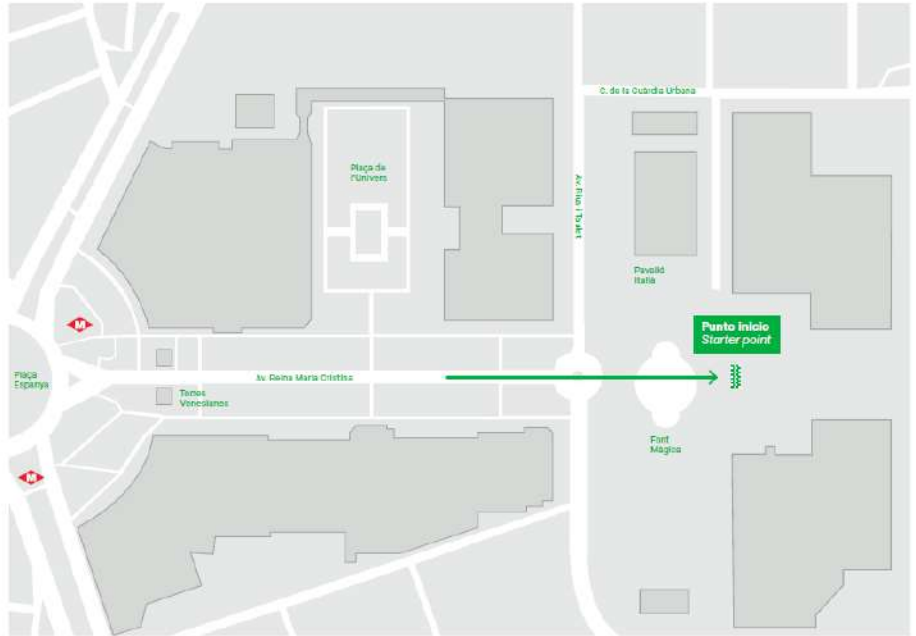 C. de la Guàrdia Urbana
Plaça de
l'Univers
Av. Rius i Taulet
Pavelló
Italià
Punto inicio
Starter point
M
Plaça
Espanya
Av. Reina Maria Cristina
Torres
Venecianes
Font
Màgica
M